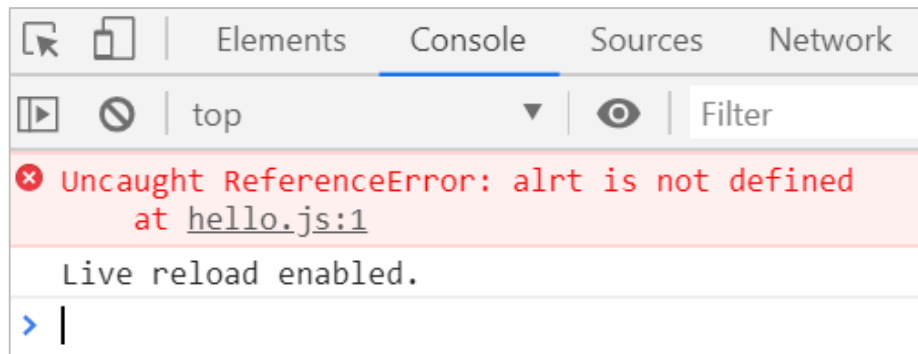 Elements Console Sources Network
top Filter
Uncaught ReferenceError: alrt is not defined
at hello.js:1
Live reload enabled.